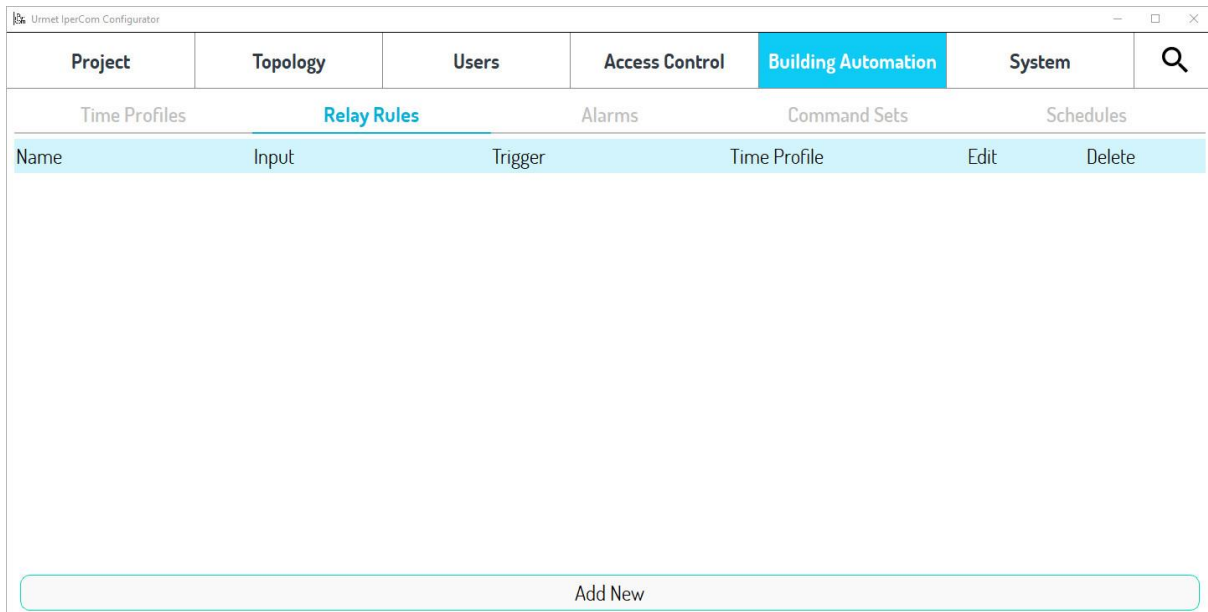 Urmet IperCom Configurator
Project Topology Users Access Control Building Automation System
Time Profiles Relay Rules Alarms Command Sets Schedules
Name Input Trigger Time Profile Edit Delete
Add New